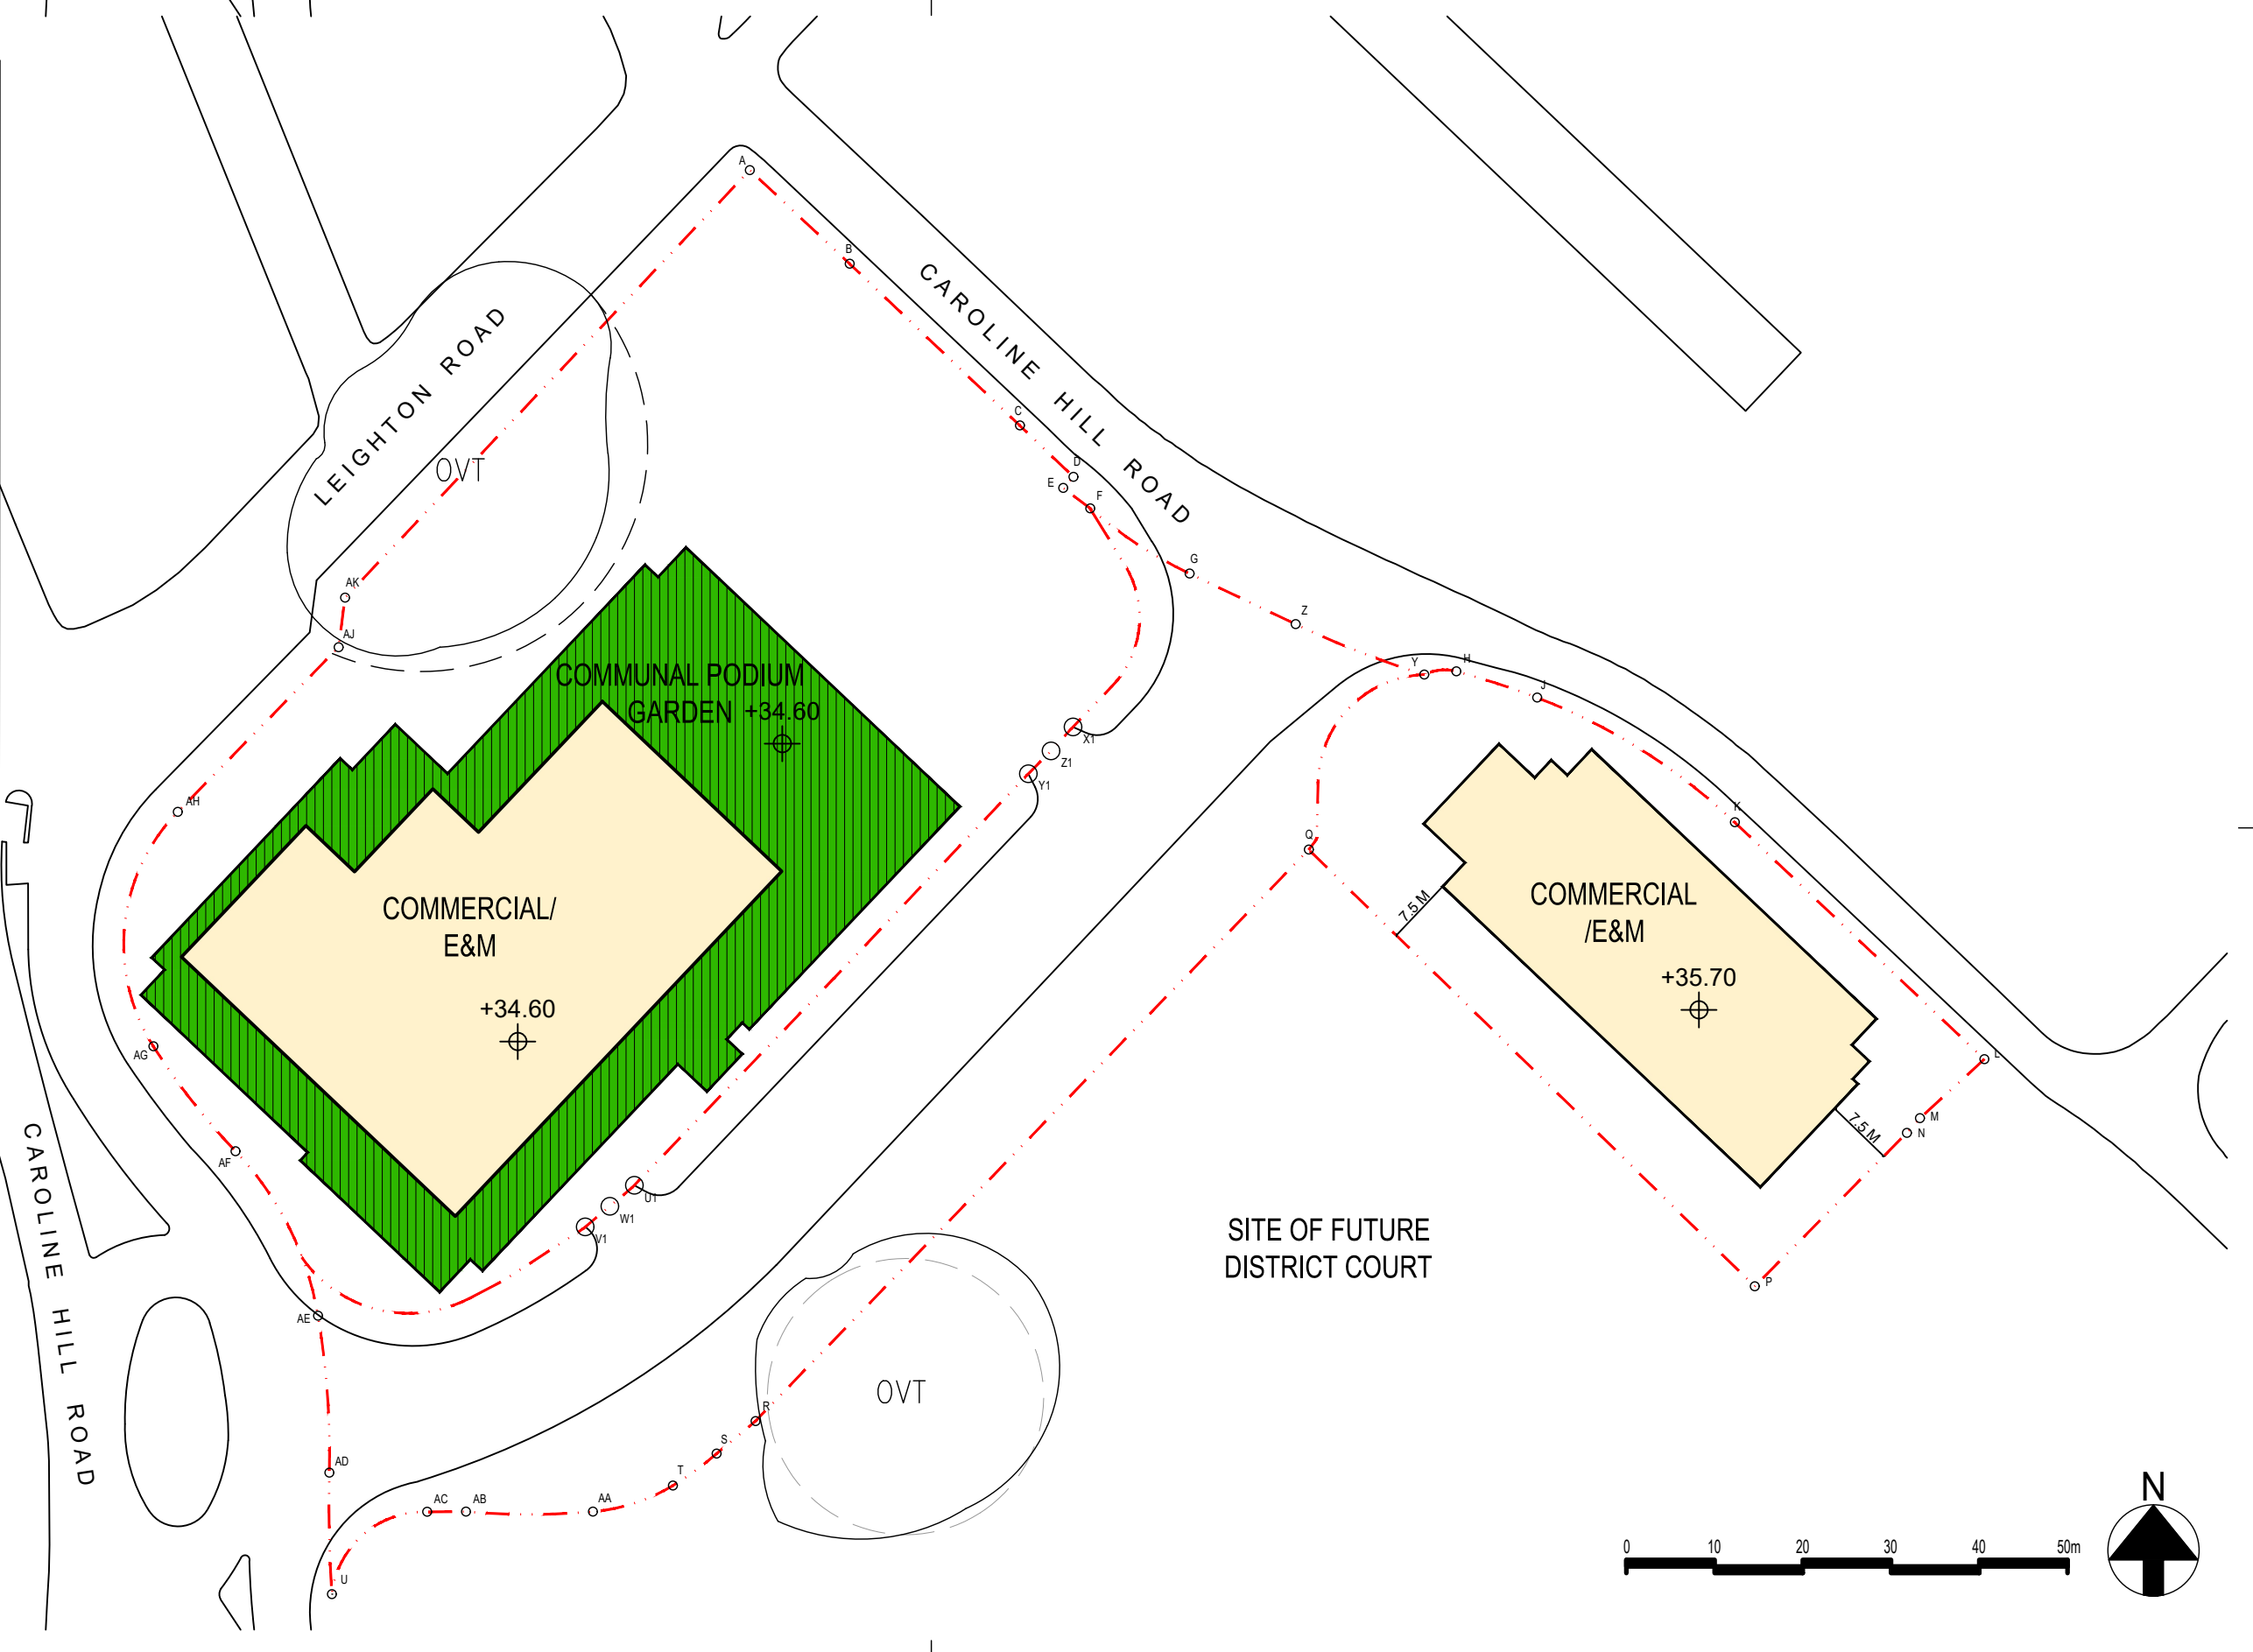 A
B
CAROLINE HILL ROAD
LEIGHTON ROAD
C
OVT
D
E
F
G
AK
Z
AJ
Y
H
J
COMMUNAL PODIUM
GARDEN +34.60
X1
Z1
Y1
AH
K
Q
COMMERCIAL/
E&M
+34.60
7.5 M
COMMERCIAL
/E&M
+35.70
AG
L
M
N
7.5 M
AF
CAROLINE HILL ROAD
U1
W1
V1
SITE OF FUTURE
DISTRICT COURT
P
AE
OVT
R
S
T
AD
AC
AB
AA
U
N
0 10 20 30 40 50m